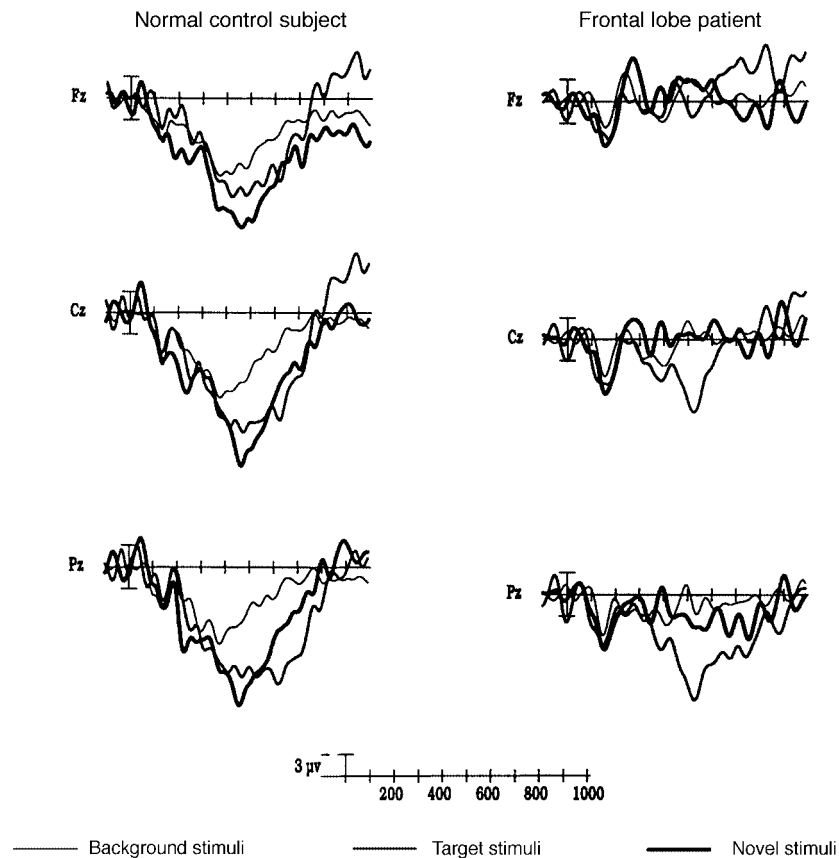 Normal control subject
Frontal lobe patient
Fz
Fz
Cz
Cz
Pz
Pz
3 μv
200 400 600 800 1000
Background stimuli
Target stimuli
Novel stimuli